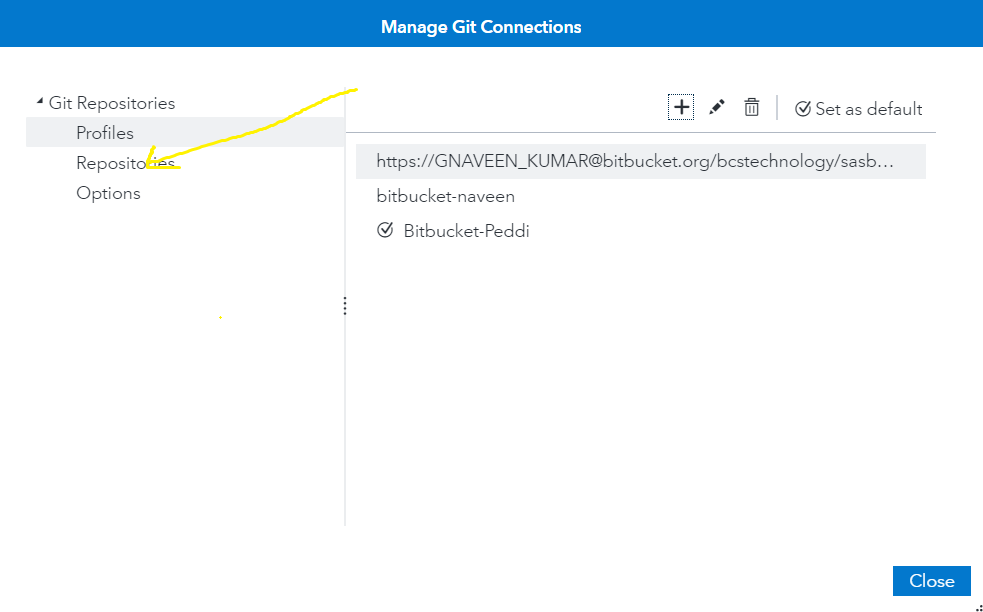 Manage Git Connections
Git Repositories
Profiles
Repositories
Options
Set as default
https://GNAVEEN_KUMAR@bitbucket.org/bcstechnology/sasb...
bitbucket-naveen
Bitbucket-Peddi
Close